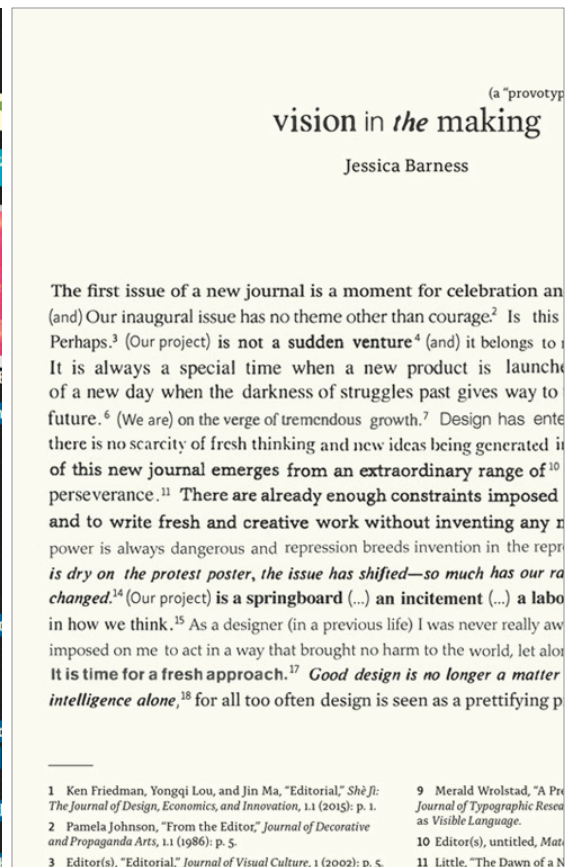 (a "provotyp
vision in the making
Jessica Barness
The first issue of a new journal is a moment for celebration an
(and) Our inaugural issue has no theme other than courage.² Is this
Perhaps.³ (Our project) is not a sudden venture⁴ (and) it belongs to
It is always a special time when a new product is launche
of a new day when the darkness of struggles past gives way to
future.⁶ (We are) on the verge of tremendous growth.⁷ Design has ente
there is no scarcity of fresh thinking and new ideas being generated i
of this new journal emerges from an extraordinary range of¹⁰
perseverance.¹¹ There are already enough constraints imposed
and to write fresh and creative work without inventing any
power is always dangerous and repression breeds invention in the repr
is dry on the protest poster, the issue has shifted—so much has our ra
changed.¹⁴ (Our project) is a springboard (...) an incitement (...) a labo
in how we think.¹⁵ As a designer (in a previous life) I was never really aw
imposed on me to act in a way that brought no harm to the world, let alo
It is time for a fresh approach.¹⁷ Good design is no longer a matter
intelligence alone,¹⁸ for all too often design is seen as a prettifying p
1 Ken Friedman, Yongqi Lou, and Jin Ma, "Editorial," Shè Jì:
The Journal of Design, Economics, and Innovation, 1.1 (2015): p. 1.
2 Pamela Johnson, "From the Editor," Journal of Decorative
and Propaganda Arts, 1.1 (1986): p. 5.
3 Editor(s), "Editorial," Journal of Visual Culture, 1 (2002): p. 5.
9 Merald Wrolstad, "A Pre
Journal of Typographic Resea
as Visible Language.
10 Editor(s), untitled, Mat
11 Little, "The Dawn of a N